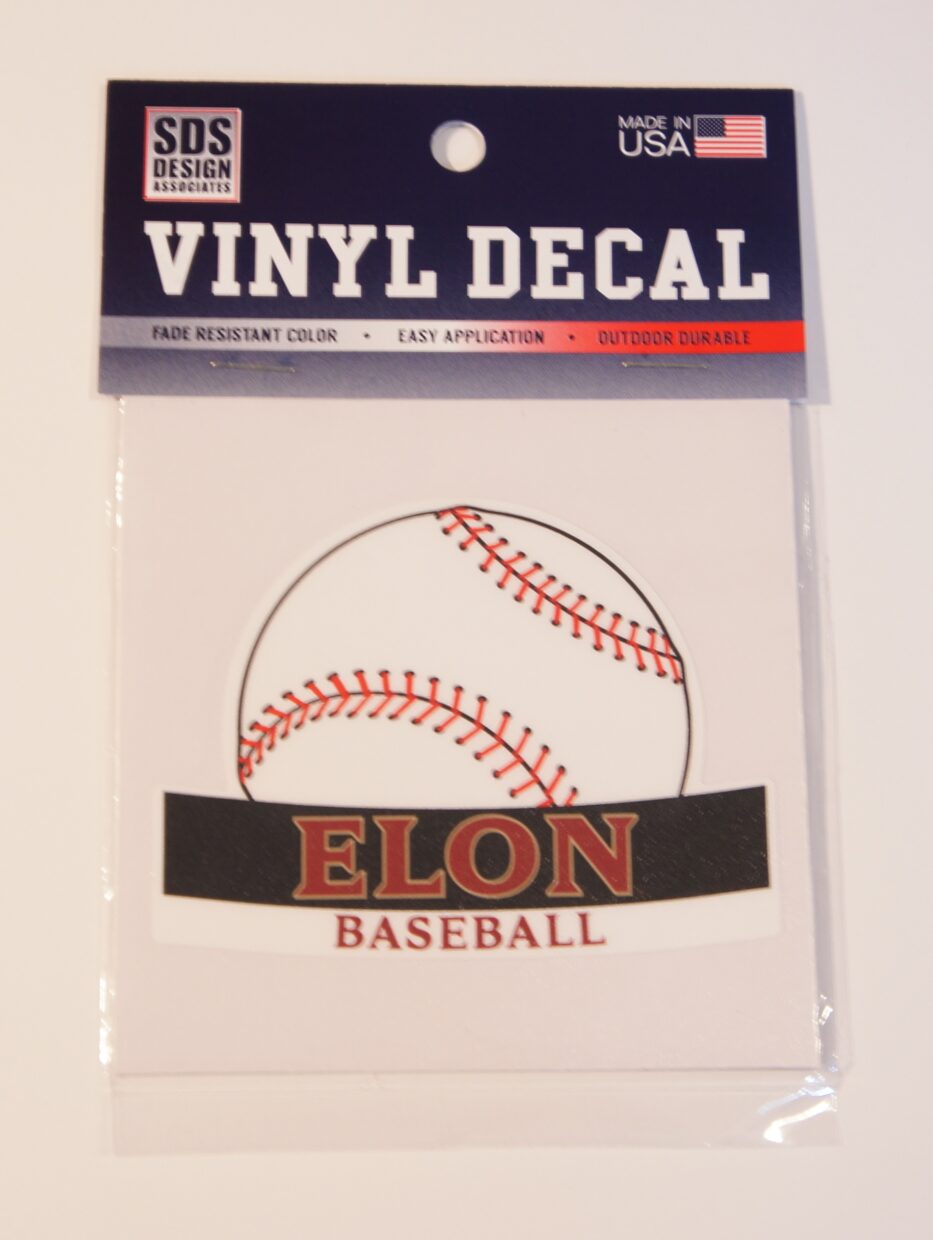 SDS
DESIGN
ASSOCIATES
MADE IN
USA
VINYL DECAL
FADE RESISTANT COLOR • EASY APPLICATION • OUTDOOR DURABLE
ELON
BASEBALL